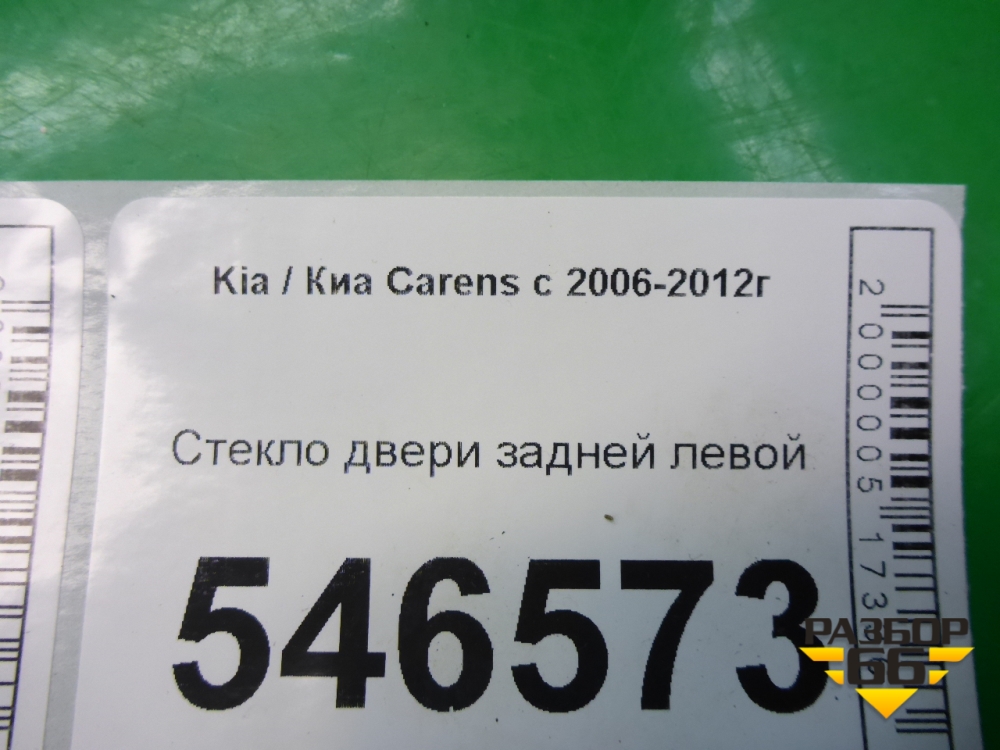 Kia / Киа Carens с 2006-2012г
Стекло двери задней левой
546573
2000005173
РАЗБОР
66